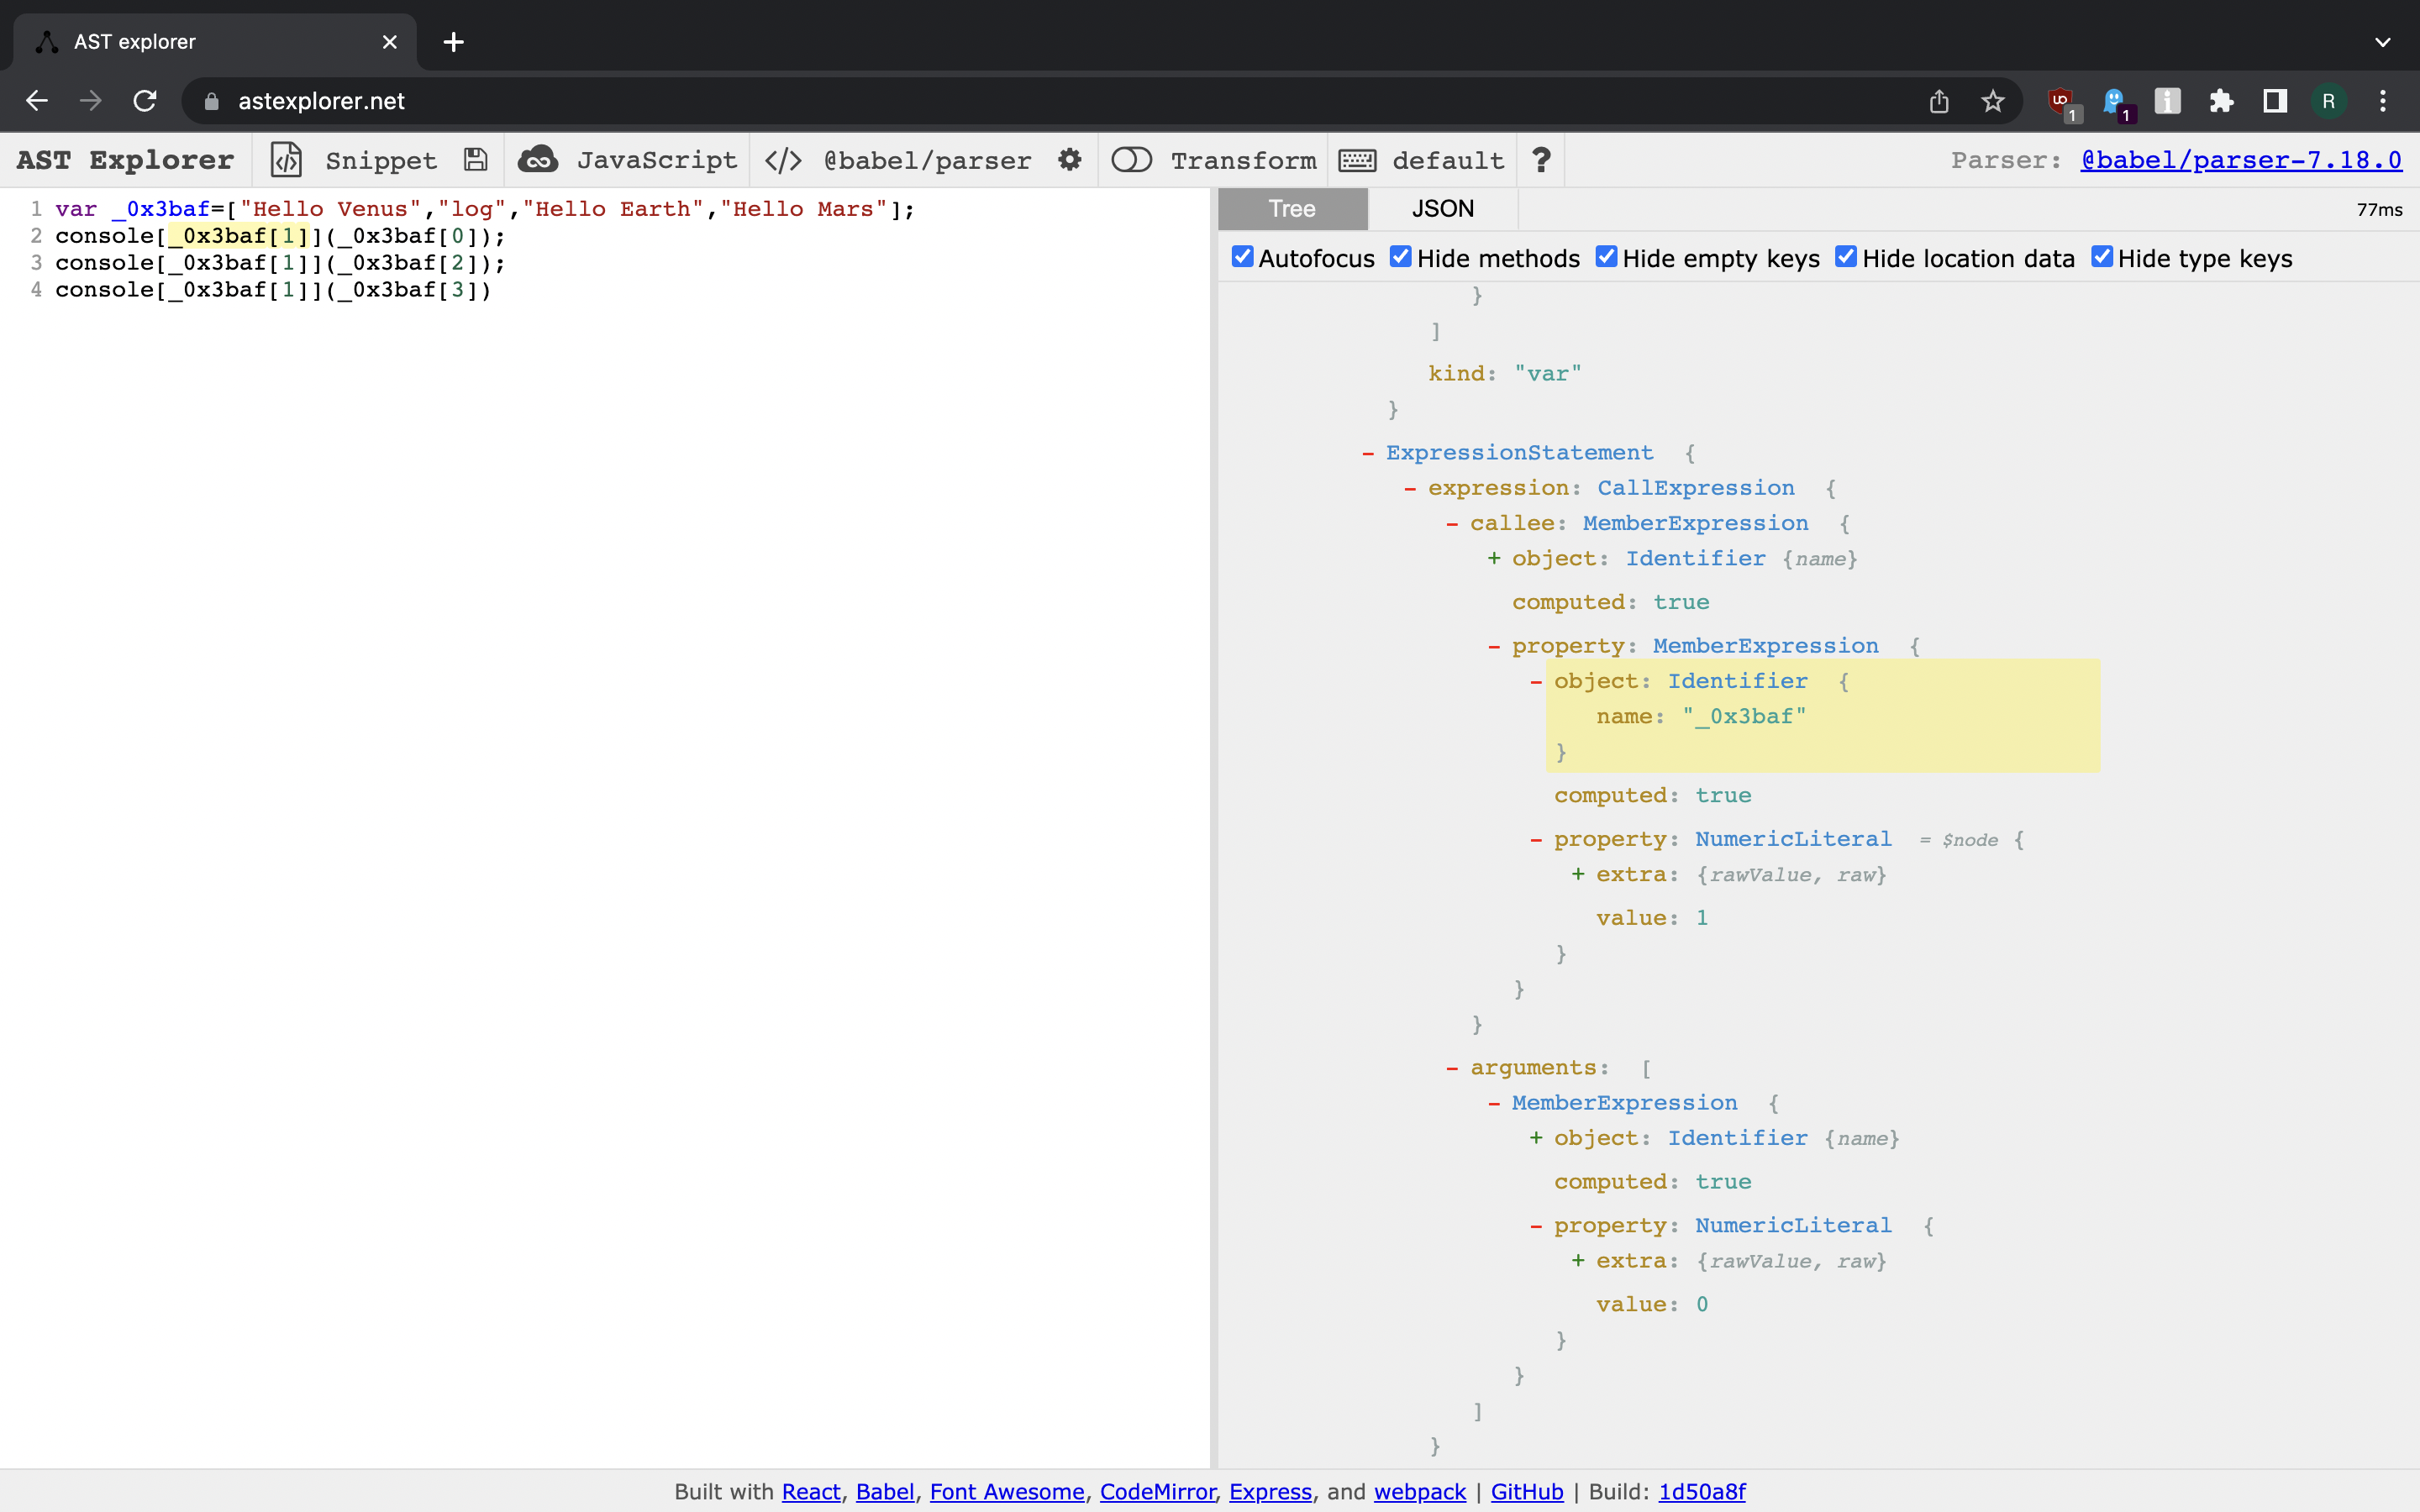 AST explorer
astexplorer.net
1
1
R
AST Explorer Snippet JavaScript </> @babel/parser Transform default ? Parser: @babel/parser-7.18.0
1 var _0x3baf=["Hello Venus","log","Hello Earth","Hello Mars"];
2 console[_0x3baf[1]](_0x3baf[0]);
3 console[_0x3baf[1]](_0x3baf[2]);
4 console[_0x3baf[1]](_0x3baf[3])
Tree JSON 77ms
Autofocus Hide methods Hide empty keys Hide location data Hide type keys
}
]
kind: "var"
}
- ExpressionStatement {
- expression: CallExpression {
- callee: MemberExpression {
+ object: Identifier {name}
computed: true
- property: MemberExpression {
- object: Identifier {
name: "_0x3baf"
}
computed: true
- property: NumericLiteral = $node {
+ extra: {rawValue, raw}
value: 1
}
}
}
- arguments: [
- MemberExpression {
+ object: Identifier {name}
computed: true
- property: NumericLiteral {
+ extra: {rawValue, raw}
value: 0
}
}
]
}
Built with React, Babel, Font Awesome, CodeMirror, Express, and webpack | GitHub | Build: 1d50a8f